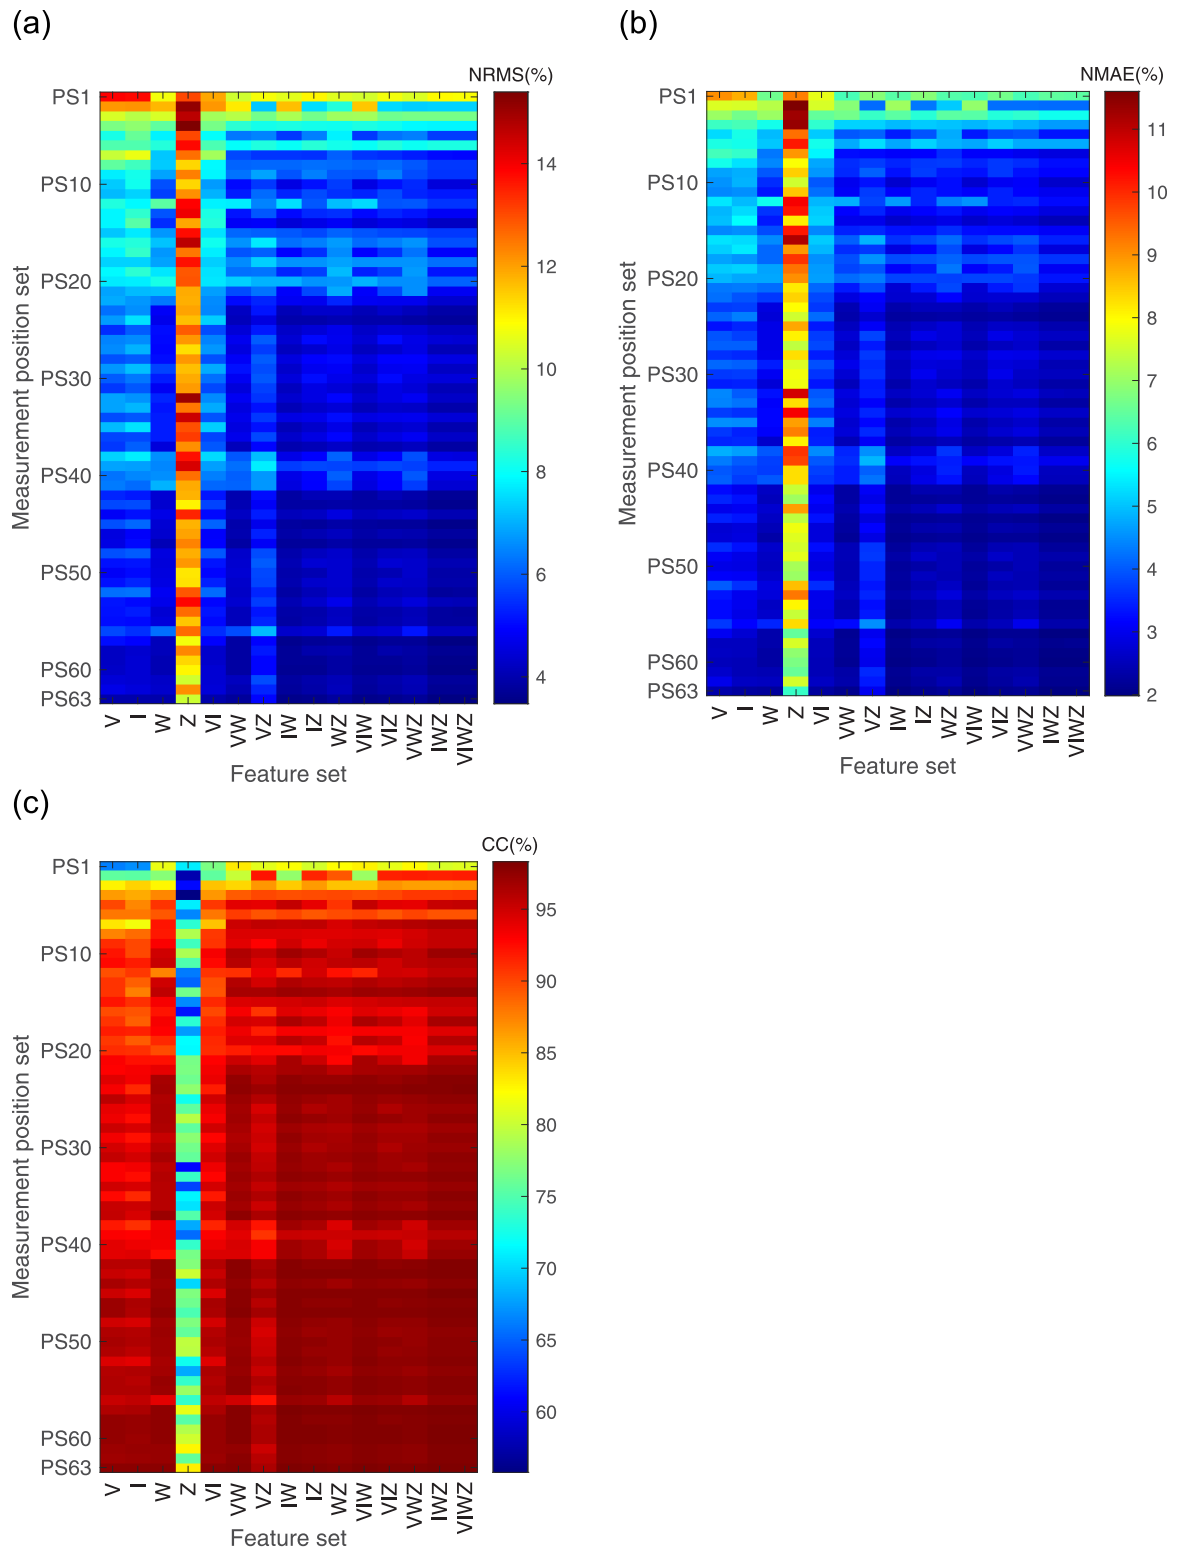 (a)
NRMS(%)
PS1
PS10
PS20
PS30
PS40
PS50
PS60
PS63
Measurement position set
V I W Z VI VW VZ IW IZ WZ VIW VIZ VWZ IWZ VIWZ
Feature set
14
12
10
8
6
4
(b)
NMAE(%)
PS1
PS10
PS20
PS30
PS40
PS50
PS60
PS63
Measurement position set
V I W Z VI VW VZ IW IZ WZ VIW VIZ VWZ IWZ VIWZ
Feature set
11
10
9
8
7
6
5
4
3
2
(c)
CC(%)
PS1
PS10
PS20
PS30
PS40
PS50
PS60
PS63
Measurement position set
V I W Z VI VW VZ IW IZ WZ VIW VIZ VWZ IWZ VIWZ
Feature set
95
90
85
80
75
70
65
60